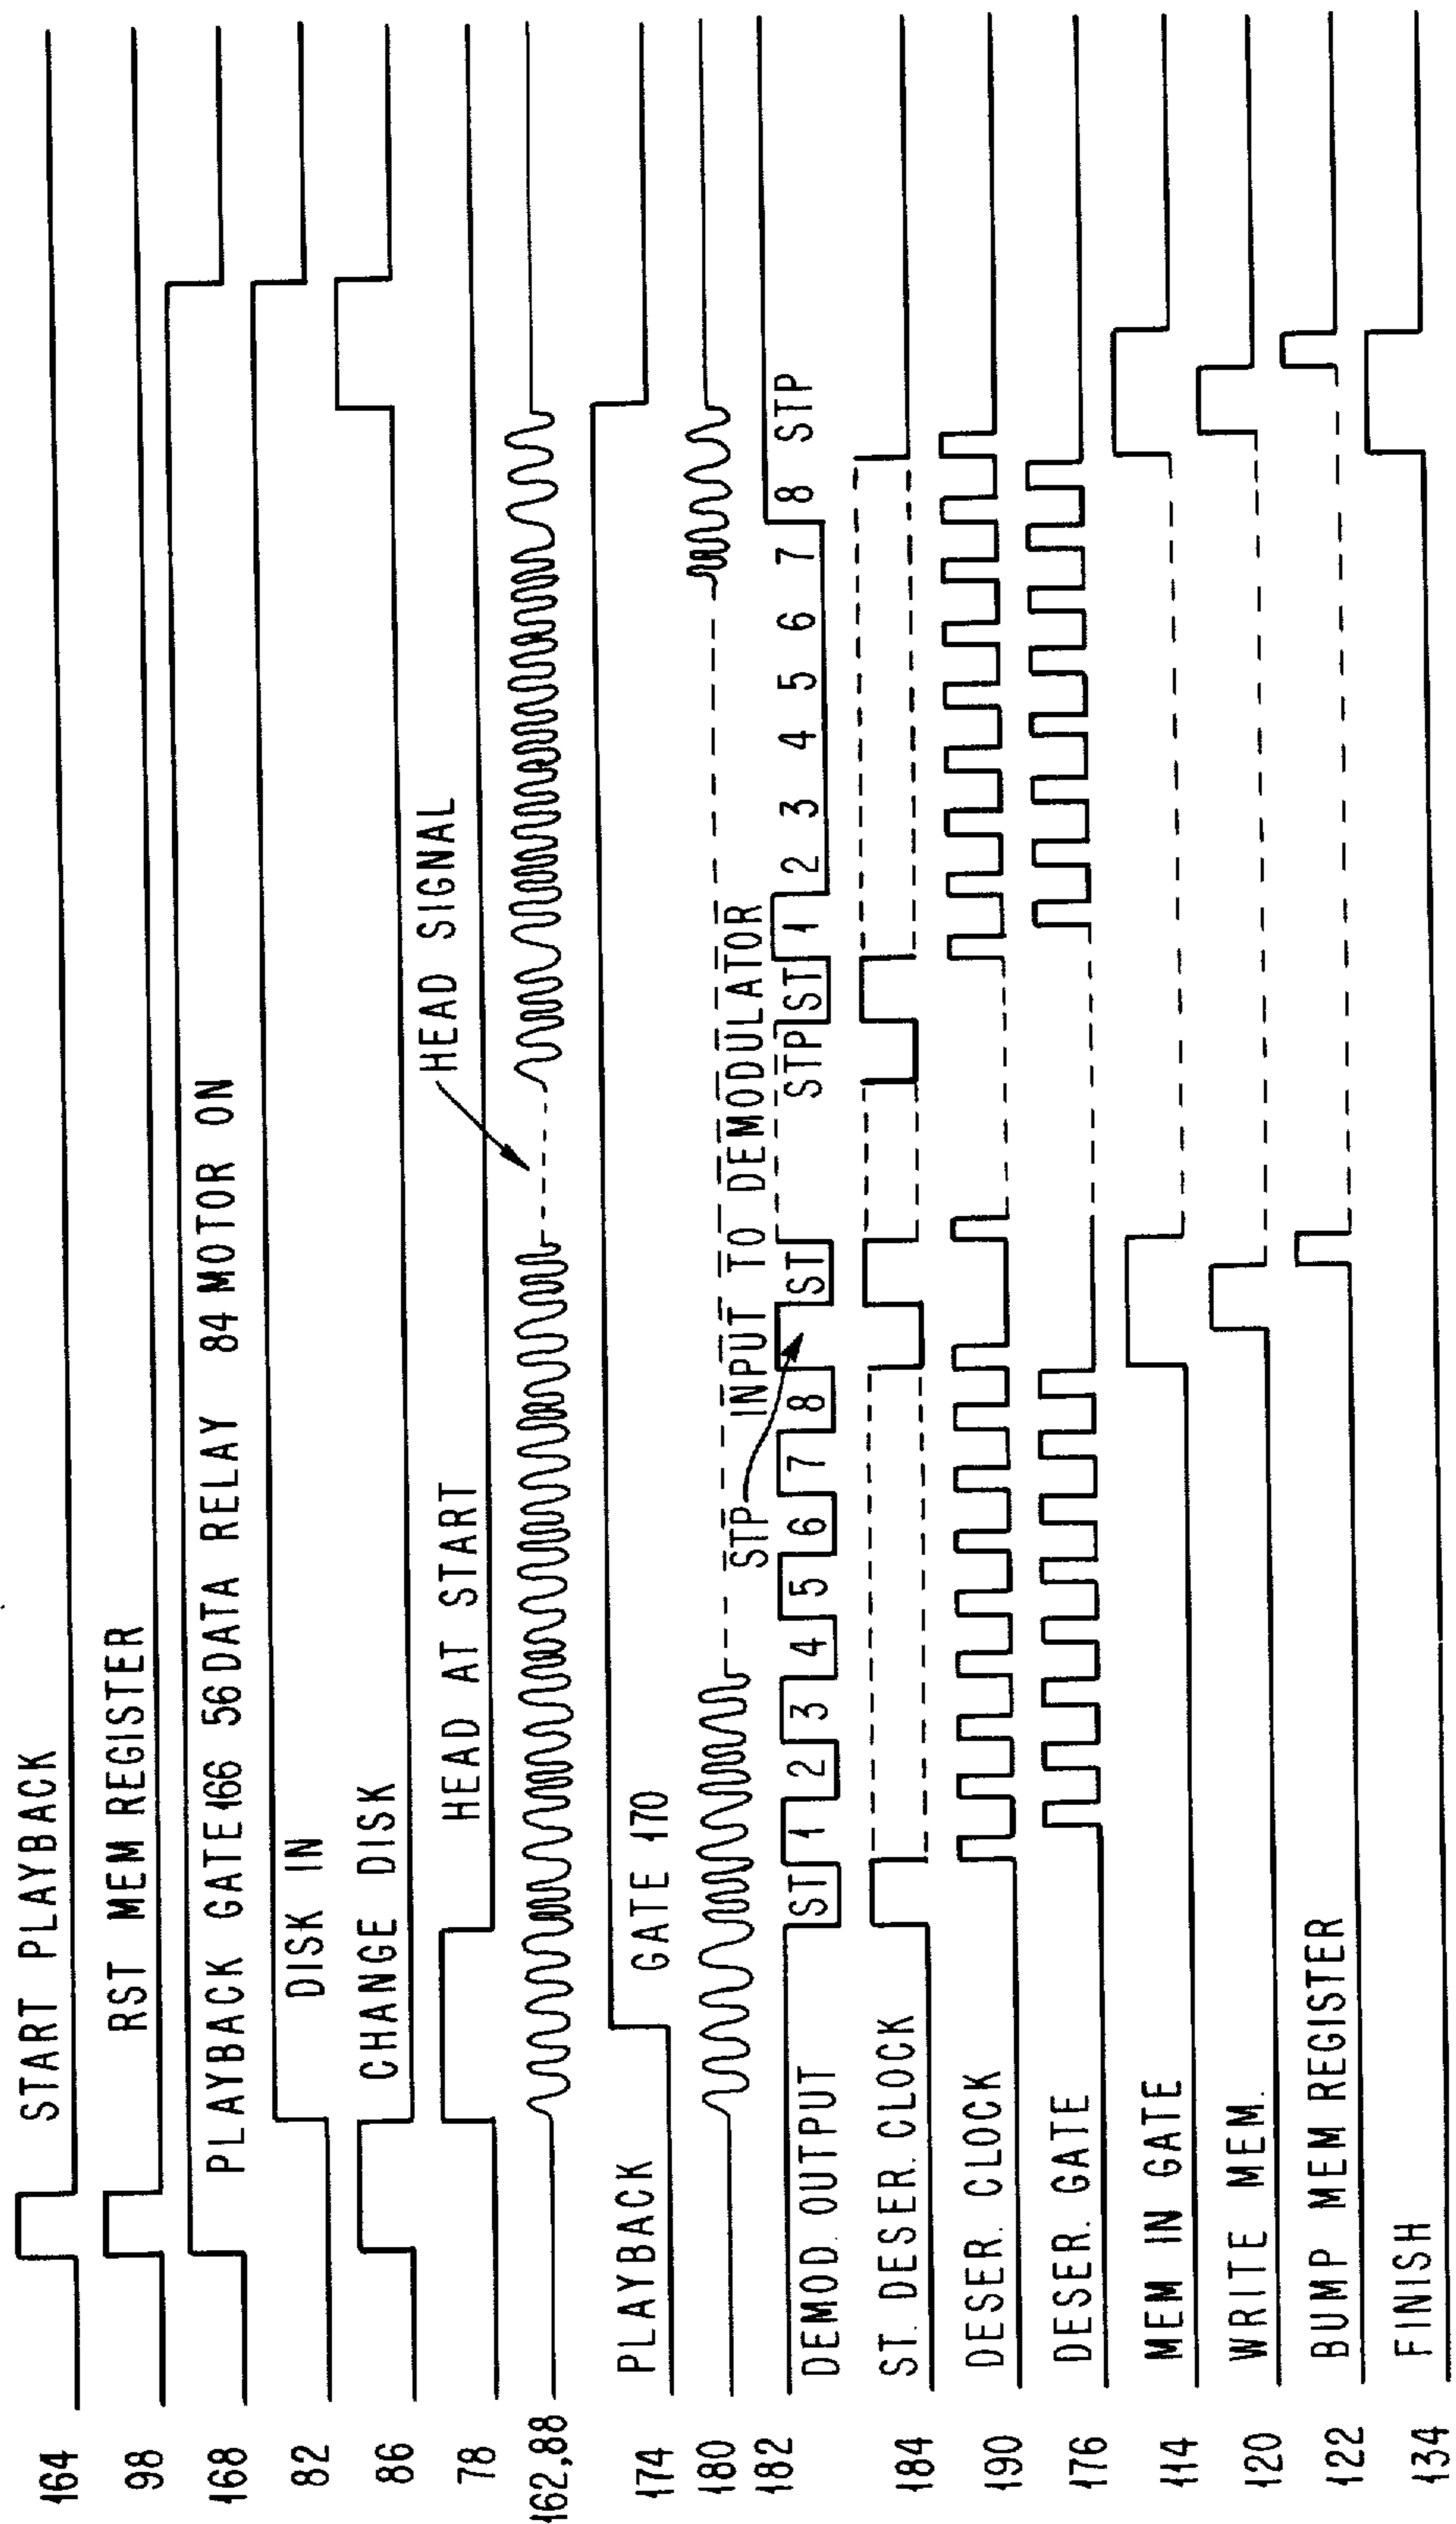 164 START PLAYBACK
98 RST MEM REGISTER
168 PLAYBACK GATE 166 56 DATA RELAY 84 MOTOR ON
82 DISK IN
86 CHANGE DISK
78 HEAD AT START
HEAD SIGNAL
162,88
174 PLAYBACK GATE 170
180
STP INPUT TO DEMODULATOR
182 DEMOD. OUTPUT ST 1 2 3 4 5 6 7 8 ST STP ST 1 2 3 4 5 6 7 8 STP
184 ST. DESER. CLOCK
190 DESER. CLOCK
176 DESER. GATE
114 MEM IN GATE
120 WRITE MEM.
122 BUMP MEM REGISTER
134 FINISH